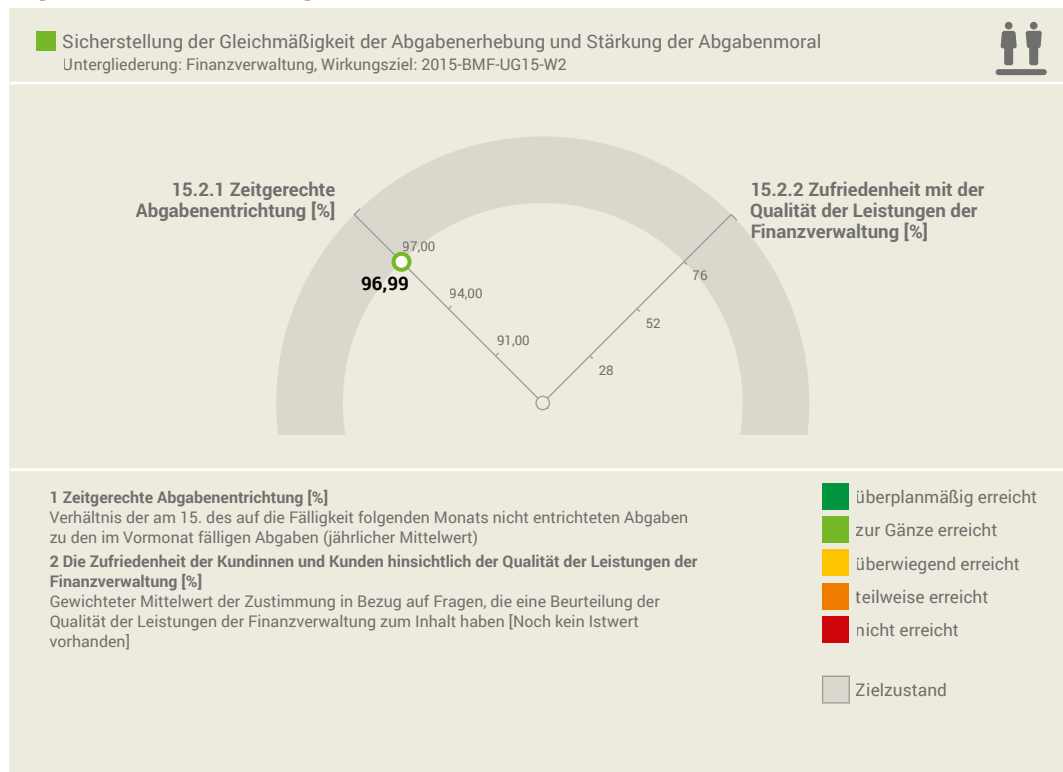 Sicherstellung der Gleichmäßigkeit der Abgabenerhebung und Stärkung der Abgabenmoral
Untergliederung: Finanzverwaltung, Wirkungsziel: 2015-BMF-UG15-W2
15.2.1 Zeitgerechte
Abgabenentrichtung [%]
15.2.2 Zufriedenheit mit der
Qualität der Leistungen der
Finanzverwaltung [%]
97,00
96,99
94,00
91,00
76
52
28
1 Zeitgerechte Abgabenentrichtung [%]
Verhältnis der am 15. des auf die Fälligkeit folgenden Monats nicht entrichteten Abgaben
zu den im Vormonat fälligen Abgaben (jährlicher Mittelwert)
2 Die Zufriedenheit der Kundinnen und Kunden hinsichtlich der Qualität der Leistungen der
Finanzverwaltung [%]
Gewichteter Mittelwert der Zustimmung in Bezug auf Fragen, die eine Beurteilung der
Qualität der Leistungen der Finanzverwaltung zum Inhalt haben [Noch kein Istwert
vorhanden]
überplanmäßig erreicht
zur Gänze erreicht
überwiegend erreicht
teilweise erreicht
nicht erreicht
Zielzustand